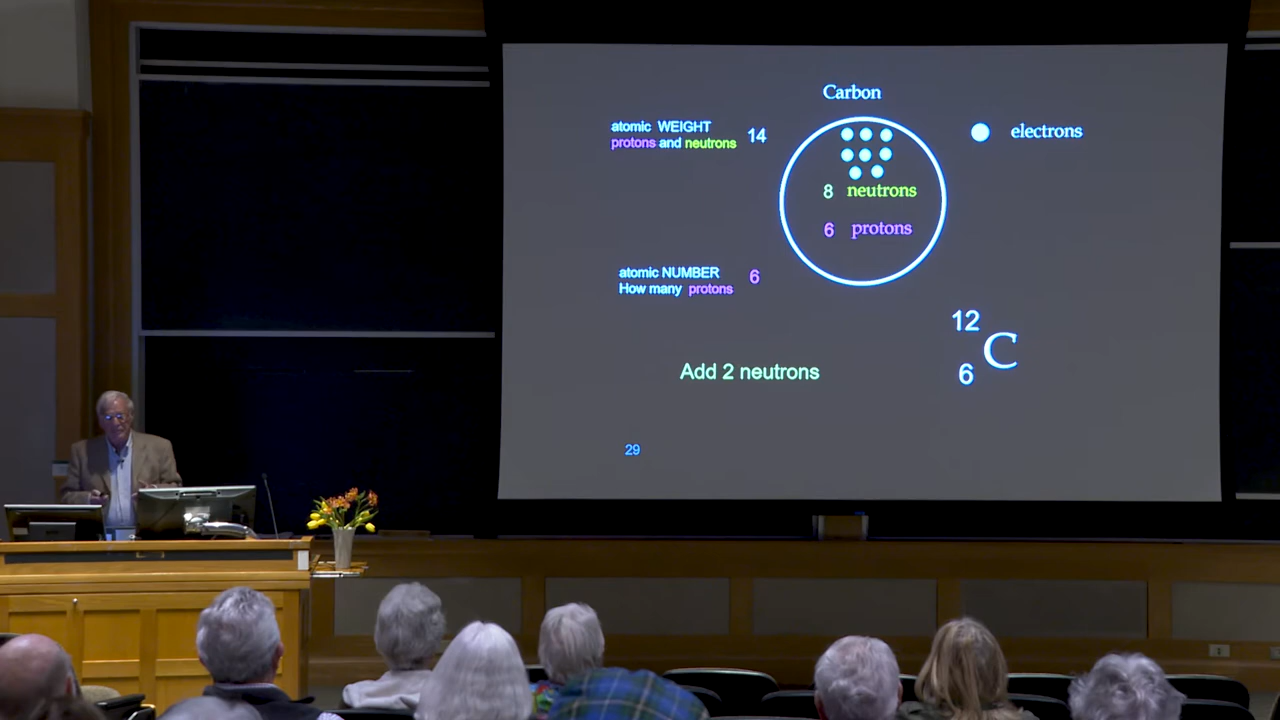 Carbon
atomic WEIGHT
protons and neutrons
14
electrons
8 neutrons
6 protons
atomic NUMBER
How many protons
6
12
C
6
Add 2 neutrons
29